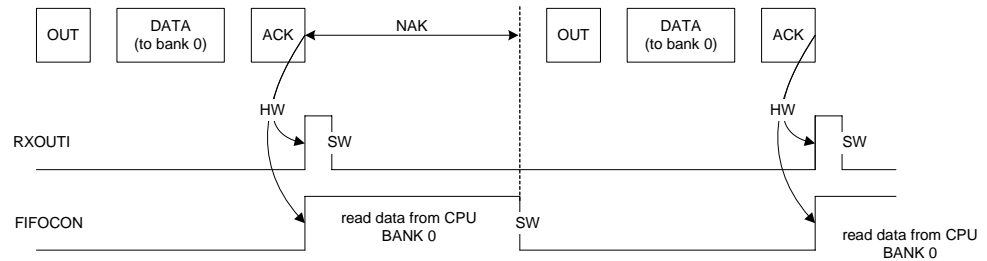 OUT
DATA
(to bank 0)
ACK
NAK
OUT
DATA
(to bank 0)
ACK
HW
HW
RXOUTI
SW
SW
FIFOCON
read data from CPU
BANK 0
SW
read data from CPU
BANK 0